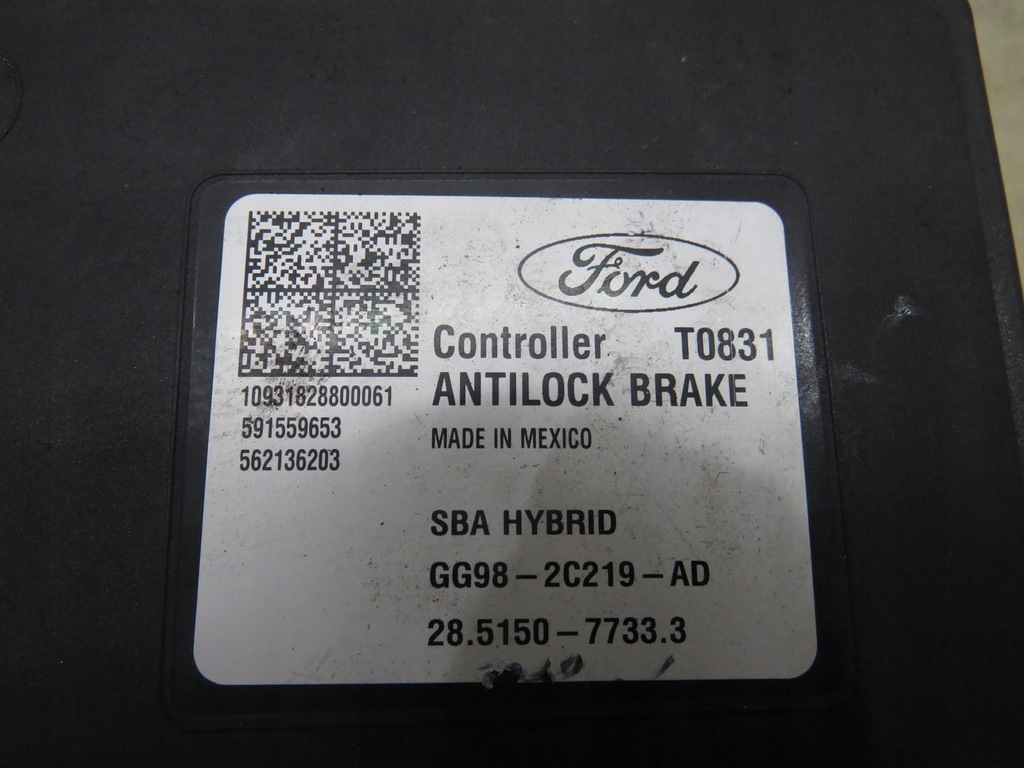 Ford
Controller T0831
ANTILOCK BRAKE
10931828800061
591559653
562136203
MADE IN MEXICO
SBA HYBRID
GG98 – 2C219 – AD
28.5150 – 7733.3